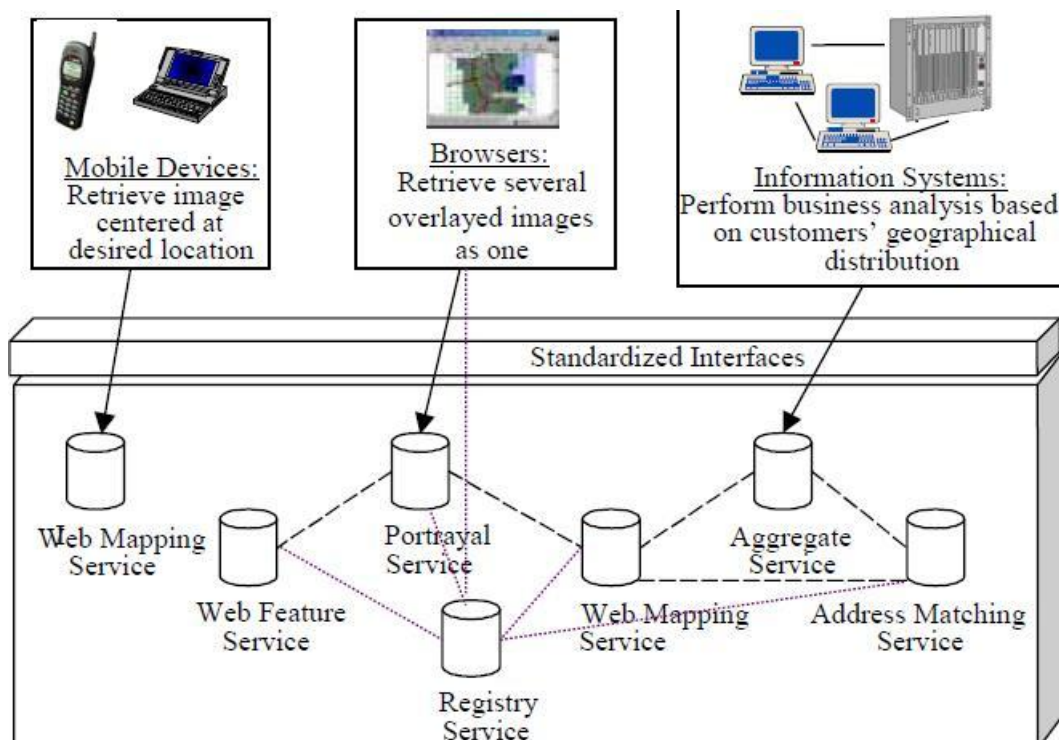 Mobile Devices:
Retrieve image
centered at
desired location
Browsers:
Retrieve several
overlayed images
as one
Information Systems:
Perform business analysis based
on customers’ geographical
distribution
Standardized Interfaces
Web Mapping
Service
Web Feature
Service
Portrayal
Service
Registry
Service
Web Mapping
Service
Aggregate
Service
Address Matching
Service